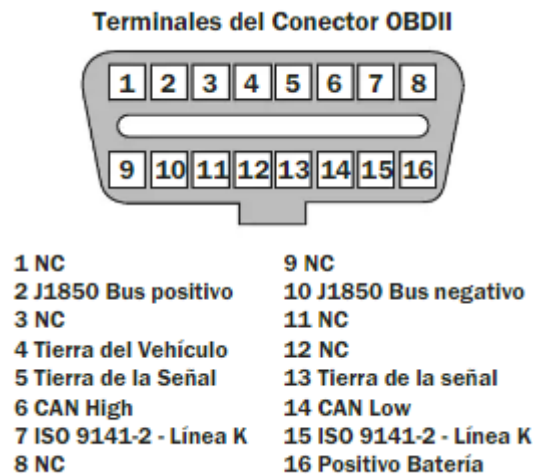 Terminales del Conector OBDII
1 2 3 4 5 6 7 8
9 10 11 12 13 14 15 16
1 NC
2 J1850 Bus positivo
3 NC
4 Tierra del Vehículo
5 Tierra de la Señal
6 CAN High
7 ISO 9141-2 - Línea K
8 NC
9 NC
10 J1850 Bus negativo
11 NC
12 NC
13 Tierra de la señal
14 CAN Low
15 ISO 9141-2 - Línea K
16 Positivo Batería